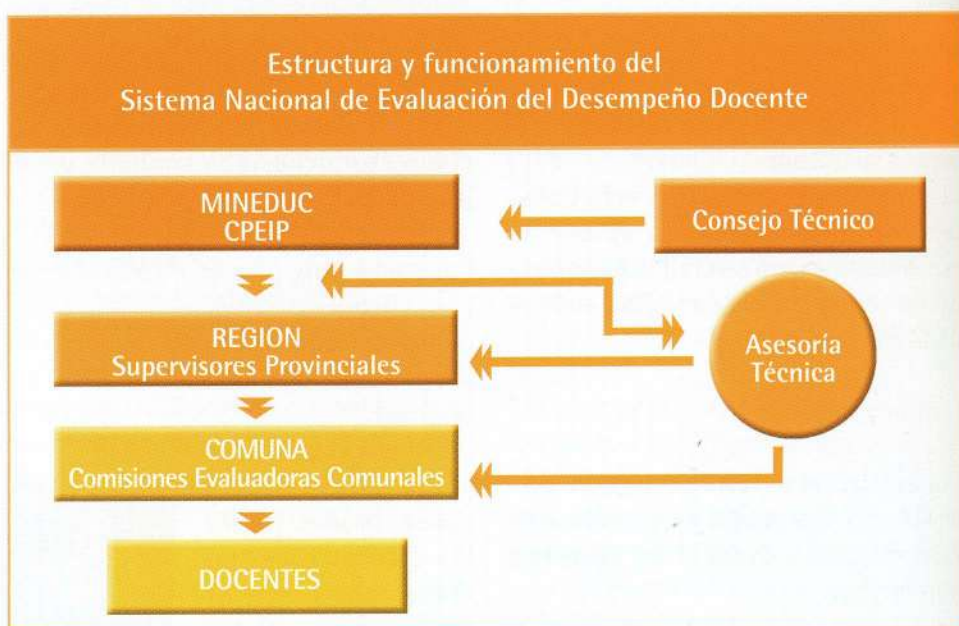 Estructura y funcionamiento del
Sistema Nacional de Evaluación del Desempeño Docente
MINEDUC
CPEIP
Consejo Técnico
REGION
Supervisores Provinciales
Asesoría
Técnica
COMUNA
Comisiones Evaluadoras Comunales
DOCENTES